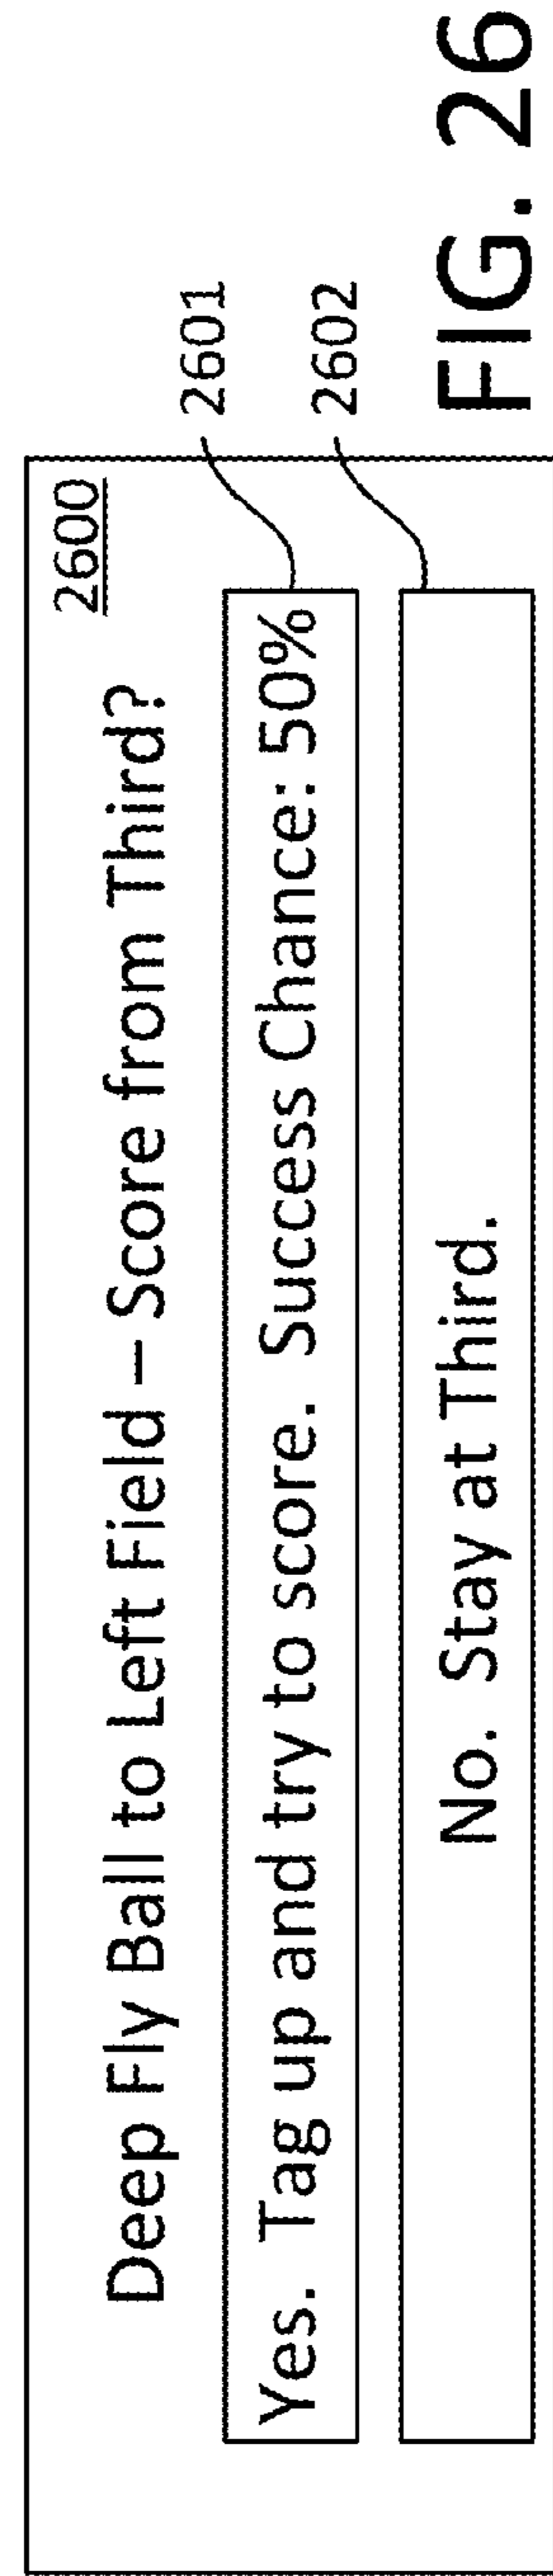 2600
Deep Fly Ball to Left Field – Score from Third?
Yes. Tag up and try to score. Success Chance: 50%
2601
No. Stay at Third.
2602
FIG. 26